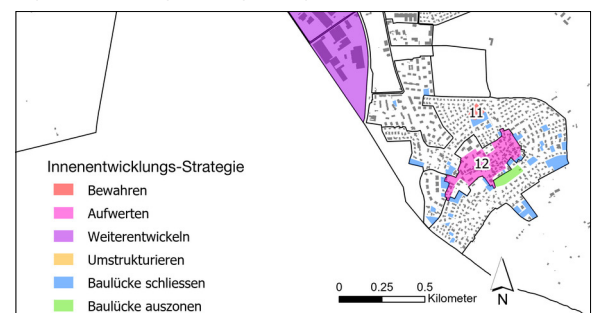 11
12
Innenentwicklungs-Strategie
Bewahren
Aufwerten
Weiterentwickeln
Umstrukturieren
Baulücke schliessen
Baulücke auszonen
0 0.25 0.5
Kilometer
N